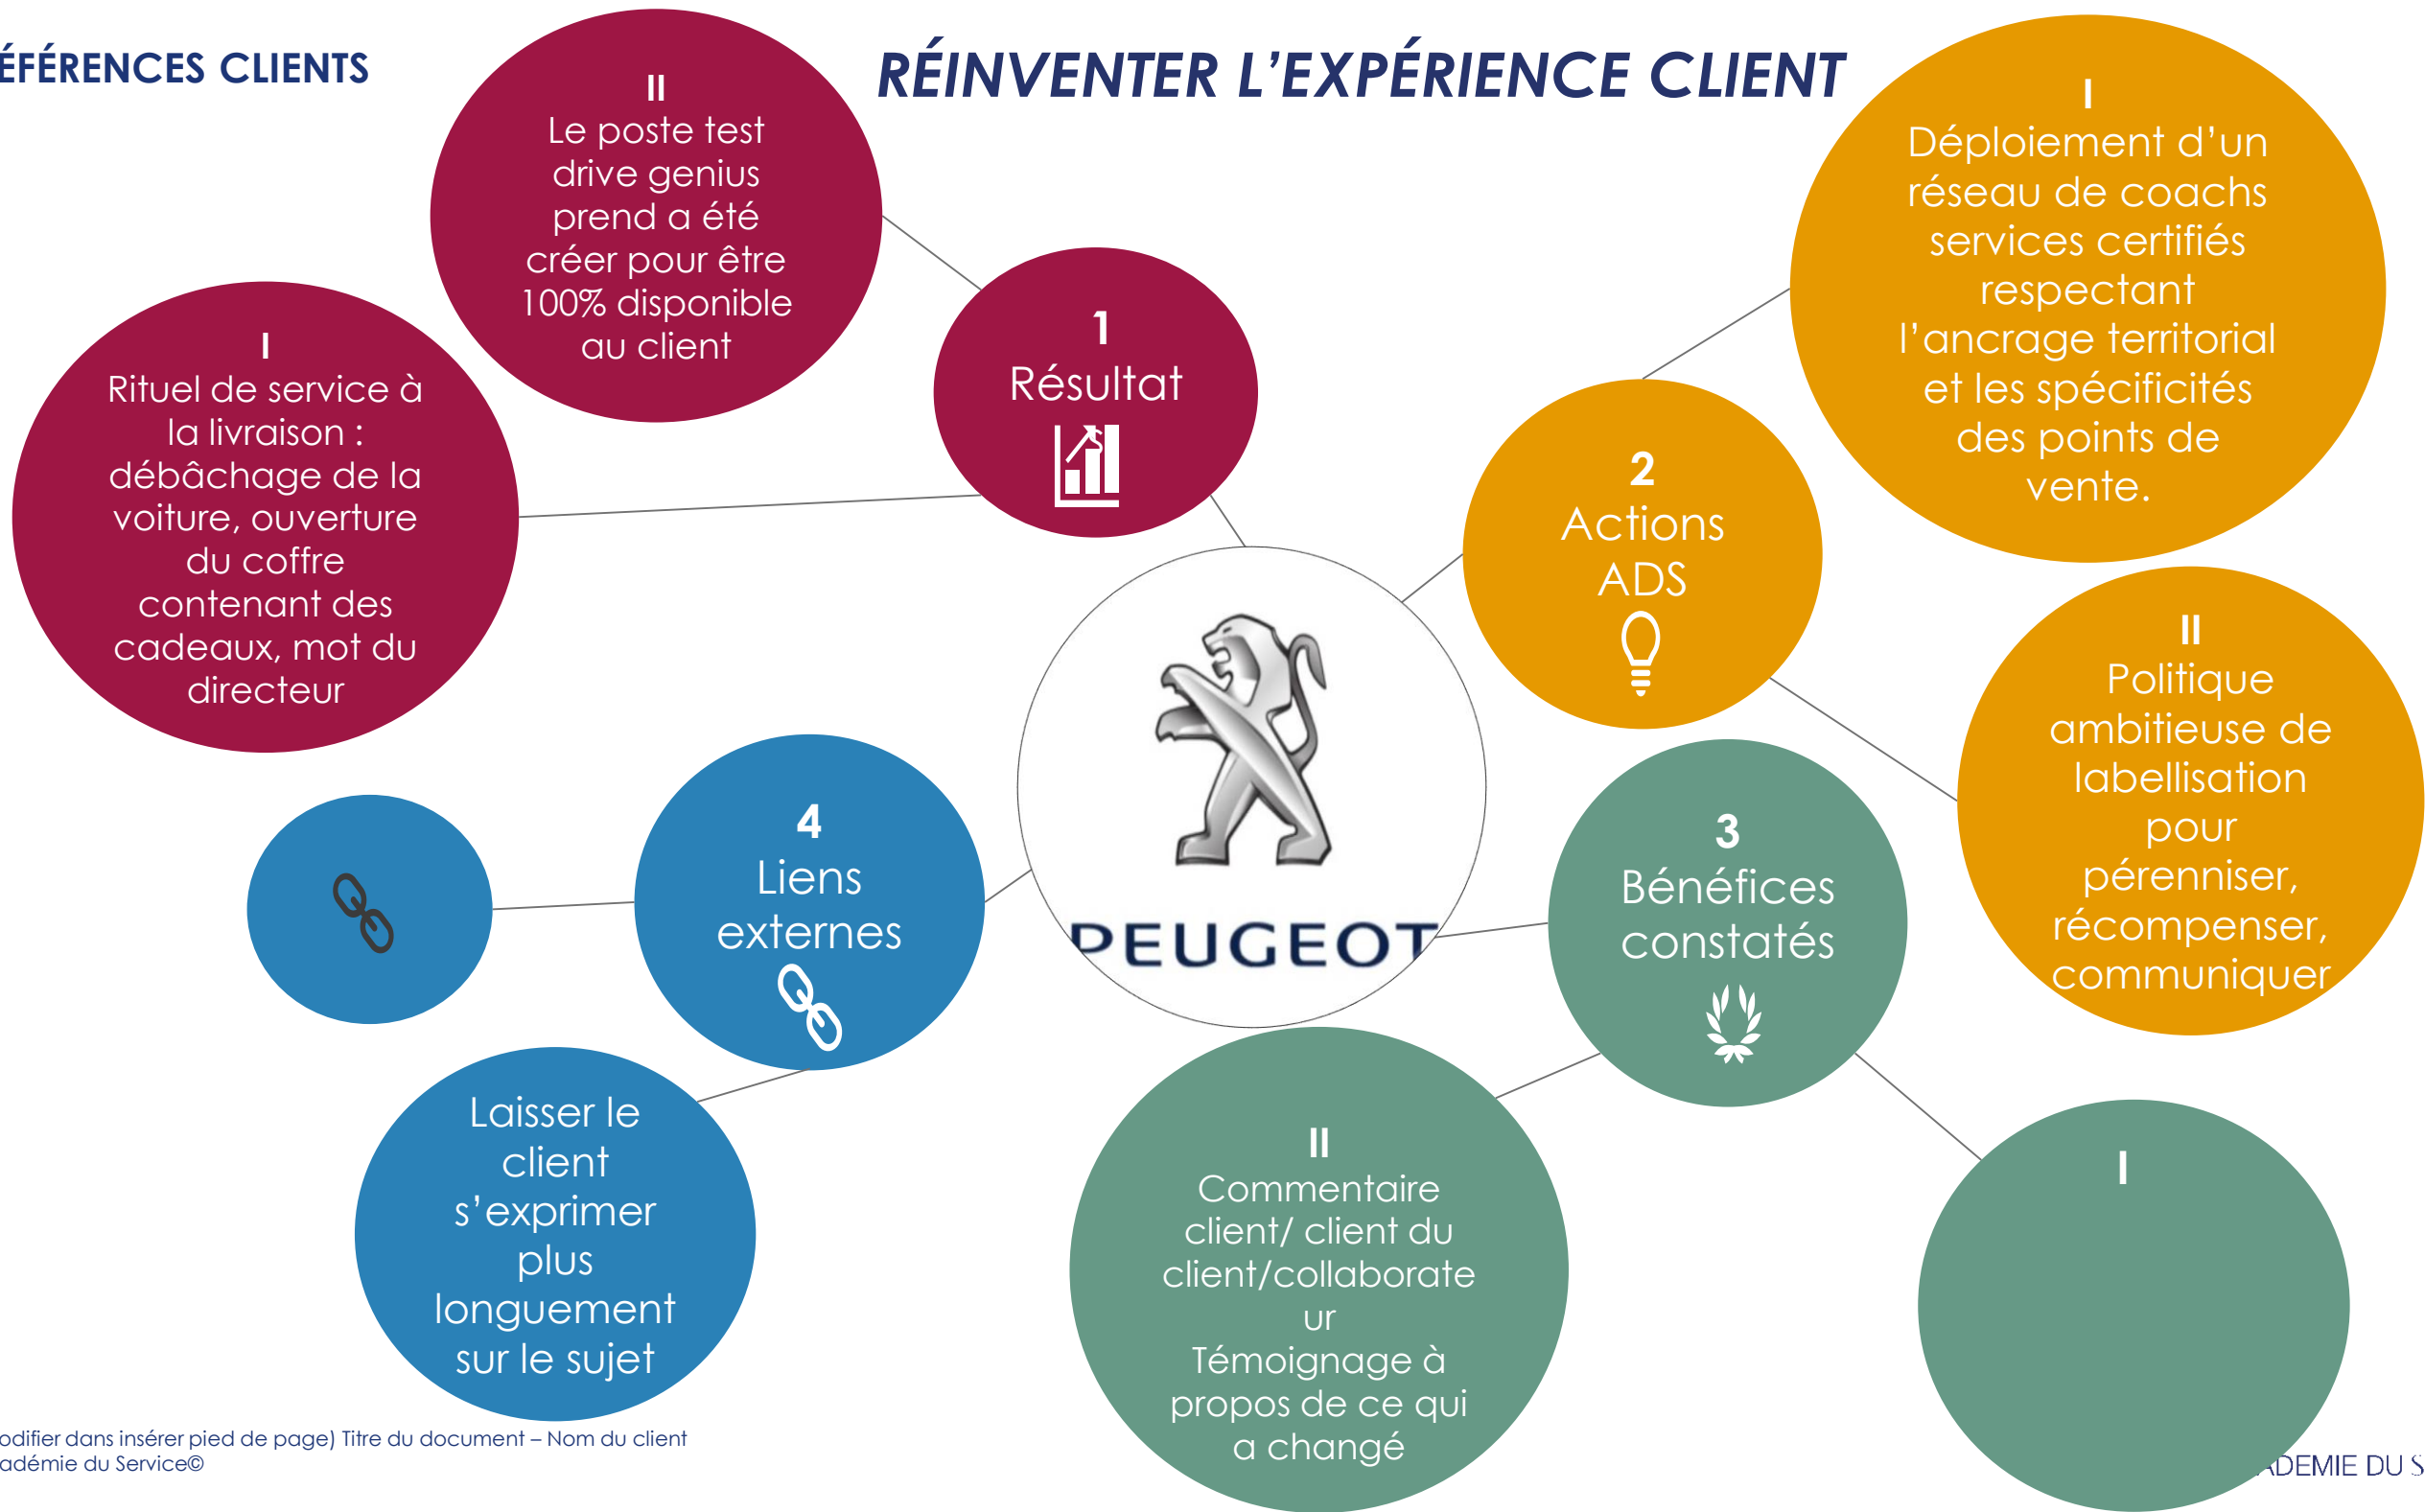 ÉFÉRENCES CLIENTS
RÉINVENTER L’EXPÉRIENCE CLIENT
II
Le poste test
drive genius
prend a été
créer pour être
100% disponible
au client
I
Rituel de service à
la livraison :
débâchage de la
voiture, ouverture
du coffre
contenant des
cadeaux, mot du
directeur
1
Résultat
I
Déploiement d’un
réseau de coachs
services certifiés
respectant
l’ancrage territorial
et les spécificités
des points de
vente.
2
Actions
ADS
II
Politique
ambitieuse de
labellisation
pour
pérenniser,
récompenser,
communiquer
PEUGEOT
3
Bénéfices
constatés
4
Liens
externes
Laisser le
client
s’exprimer
plus
longuement
sur le sujet
II
Commentaire
client/ client du
client/collaborate
ur
Témoignage à
propos de ce qui
a changé
I
odifier dans insérer pied de page) Titre du document – Nom du client
adémie du Service©
ADEMIE DU S